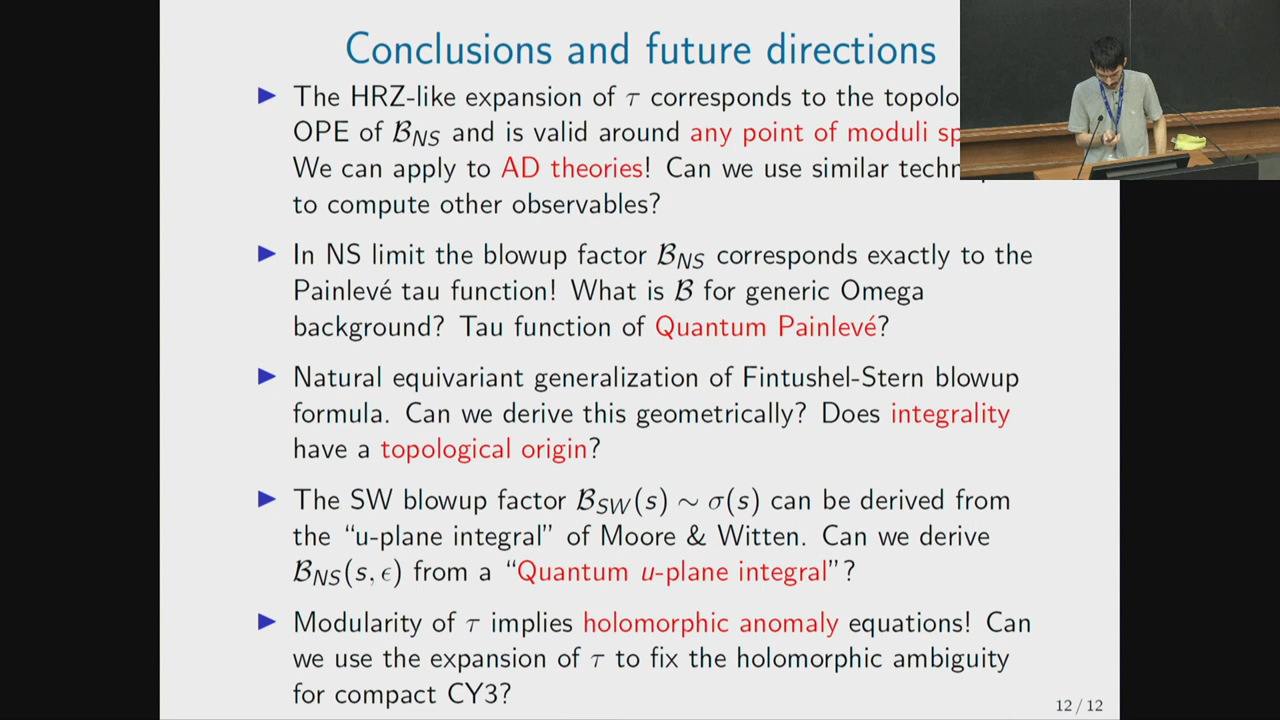 Conclusions and future directions
▶ The HRZ-like expansion of τ corresponds to the
OPE of 𝓑_NS and is valid around any point of moduli
We can apply to AD theories! Can we use similar
to compute other observables?
▶ In NS limit the blowup factor 𝓑_NS corresponds exactly to the
Painlevé tau function! What is 𝓑 for generic Omega
background? Tau function of Quantum Painlevé?
▶ Natural equivariant generalization of Fintushel-Stern blowup
formula. Can we derive this geometrically? Does integrality
have a topological origin?
▶ The SW blowup factor 𝓑_SW(s) ∼ σ(s) can be derived from
the “u-plane integral” of Moore & Witten. Can we derive
𝓑_NS(s, ϵ) from a “Quantum u-plane integral”?
▶ Modularity of τ implies holomorphic anomaly equations! Can
we use the expansion of τ to fix the holomorphic ambiguity
for compact CY3?
12 / 12